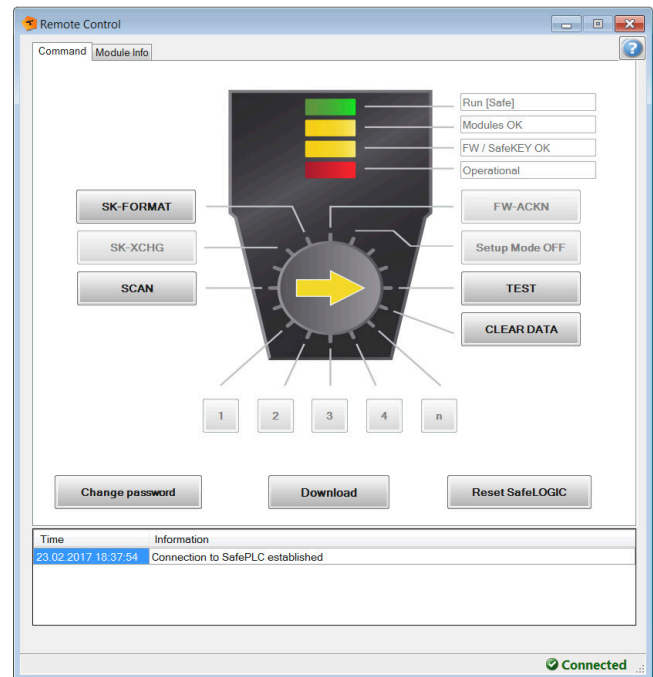 Remote Control
Command Module Info
Run [Safe]
Modules OK
FW / SafeKEY OK
Operational
SK-FORMAT
FW-ACKN
SK-XCHG
Setup Mode OFF
SCAN
TEST
CLEAR DATA
1 2 3 4 n
Change password Download Reset SafeLOGIC
Time Information
23.02.2017 18:37:54 Connection to SafePLC established
Connected